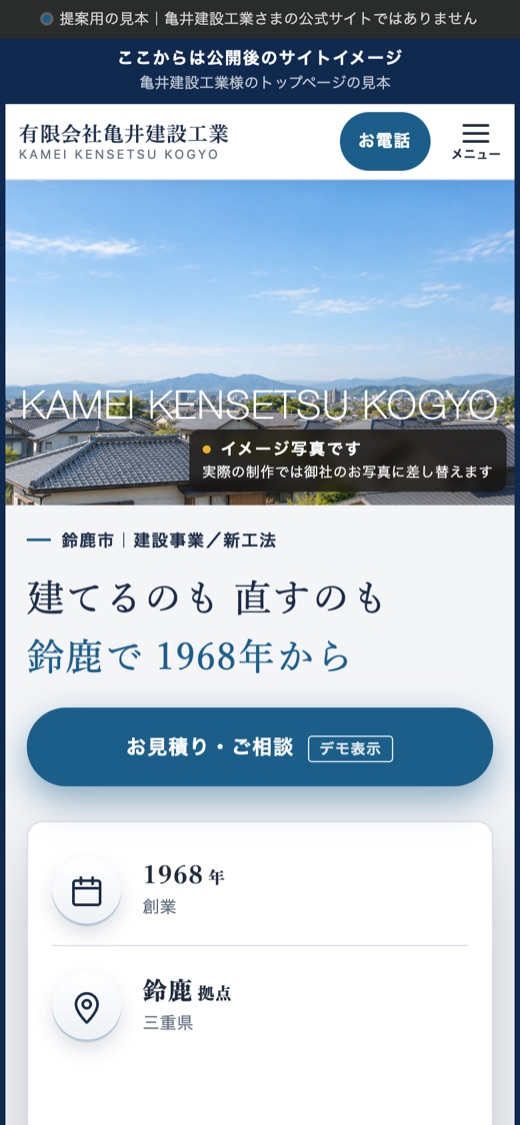 提案用の見本｜亀井建設工業さまの公式サイトではありません
ここからは公開後のサイトイメージ
亀井建設工業様のトップページの見本
有限会社亀井建設工業
KAMEI KENSETSU KOGYO
お電話
メニュー
KAMEI KENSETSU KOGYO
イメージ写真です
実際の制作では御社のお写真に差し替えます
鈴鹿市｜建設事業／新工法
建てるのも 直すのも
鈴鹿で 1968年から
お見積り・ご相談 デモ表示
1968 年
創業
鈴鹿 拠点
三重県